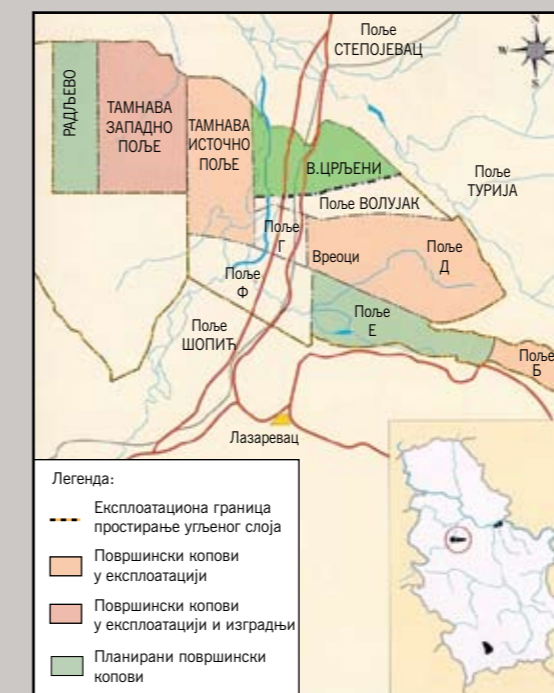 Поље
СТЕПОЈЕВАЦ
N
W
E
S
РАДЉЕВО
ТАМНАВА
ЗАПАДНО
ПОЉЕ
ТАМНАВА
ИСТОЧНО
ПОЉЕ
В.ЦРЉЕНИ
Поље
ТУРИЈА
Поље ВОЛУЈАК
Поље
Г
Вреоци
Поље
Д
Поље
Ф
Поље
Е
Поље
ШОПИЋ
Поље
Б
Лазаревац
Легенда:
Експлоатациона граница
простирање угљеног слоја
Површински копови
у експлоатацији
Површински копови
у експлоатацији и изградњи
Планирани површински
копови